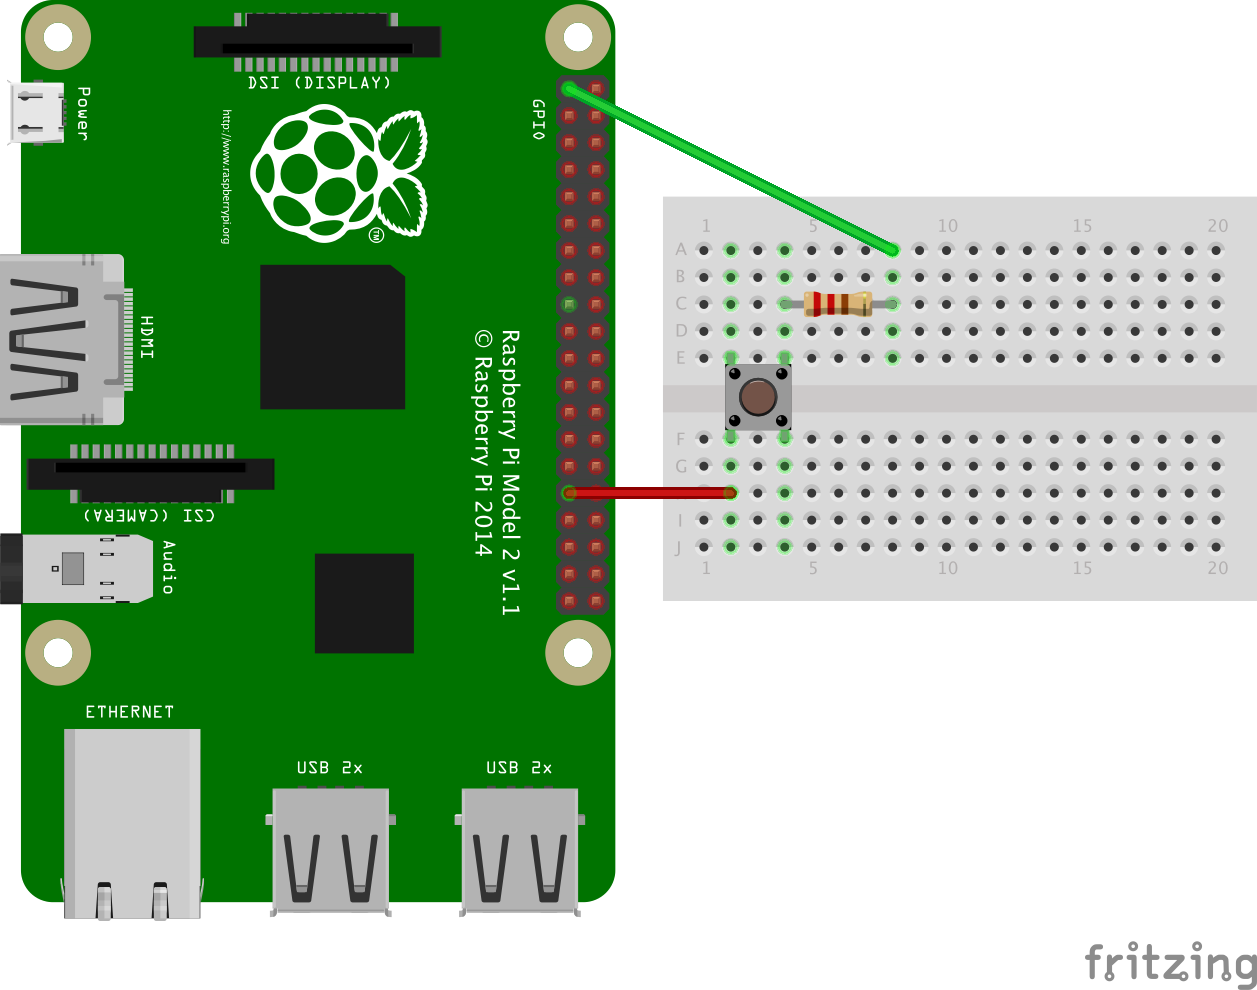 DSI (DISPLAY)
Power
GPIO
http://www.raspberrypi.org
TM
HDMI
Raspberry Pi Model 2 v1.1
© Raspberry Pi 2014
CSI (CAMERA)
Audio
ETHERNET
USB 2x
USB 2x
1 5 10 15 20
A
B
C
D
E
F
G
I
J
1 5 10 15 20
fritzing